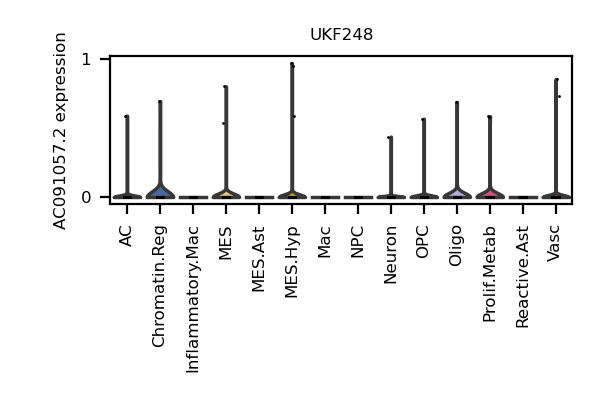 UKF248
AC091057.2 expression
1
0
AC
Chromatin.Reg
Inflammatory.Mac
MES
MES.Ast
MES.Hyp
Mac
NPC
Neuron
OPC
Oligo
Prolif.Metab
Reactive.Ast
Vasc